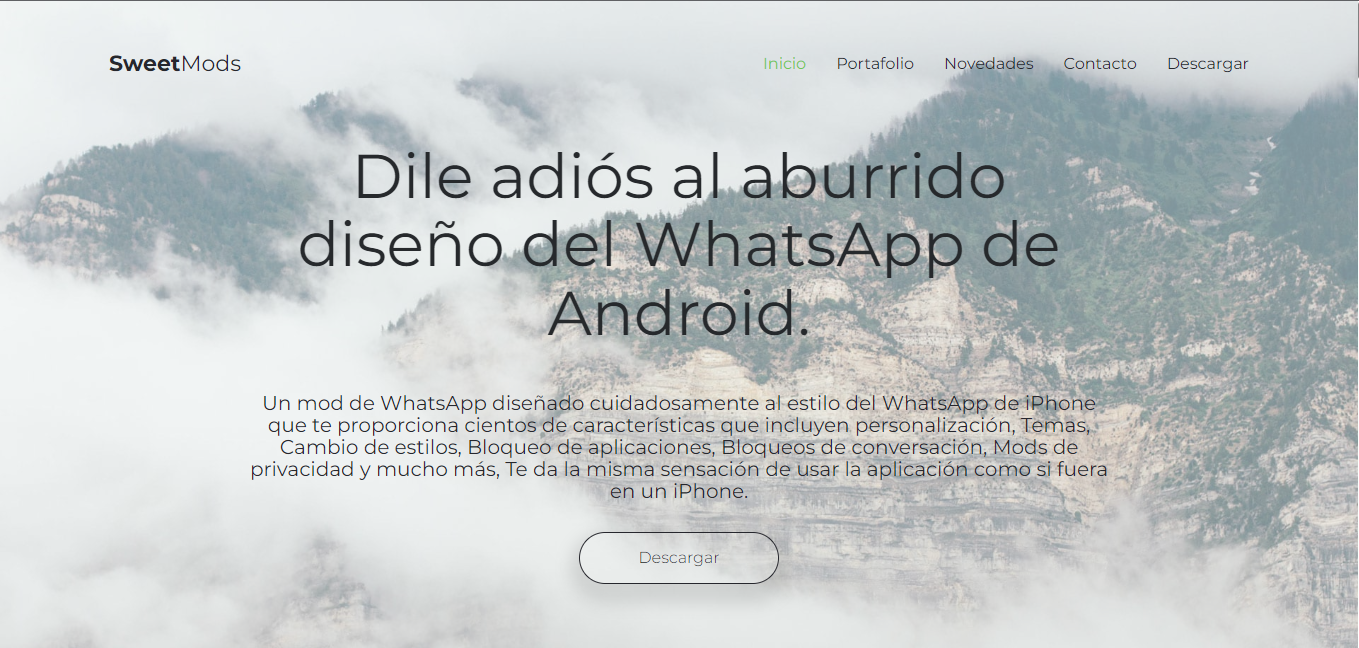 SweetMods
Inicio Portafolio Novedades Contacto Descargar
Dile adiós al aburrido
diseño del WhatsApp de
Android.
Un mod de WhatsApp diseñado cuidadosamente al estilo del WhatsApp de iPhone
que te proporciona cientos de características que incluyen personalización, Temas,
Cambio de estilos, Bloqueo de aplicaciones, Bloqueos de conversación, Mods de
privacidad y mucho más, Te da la misma sensación de usar la aplicación como si fuera
en un iPhone.
Descargar